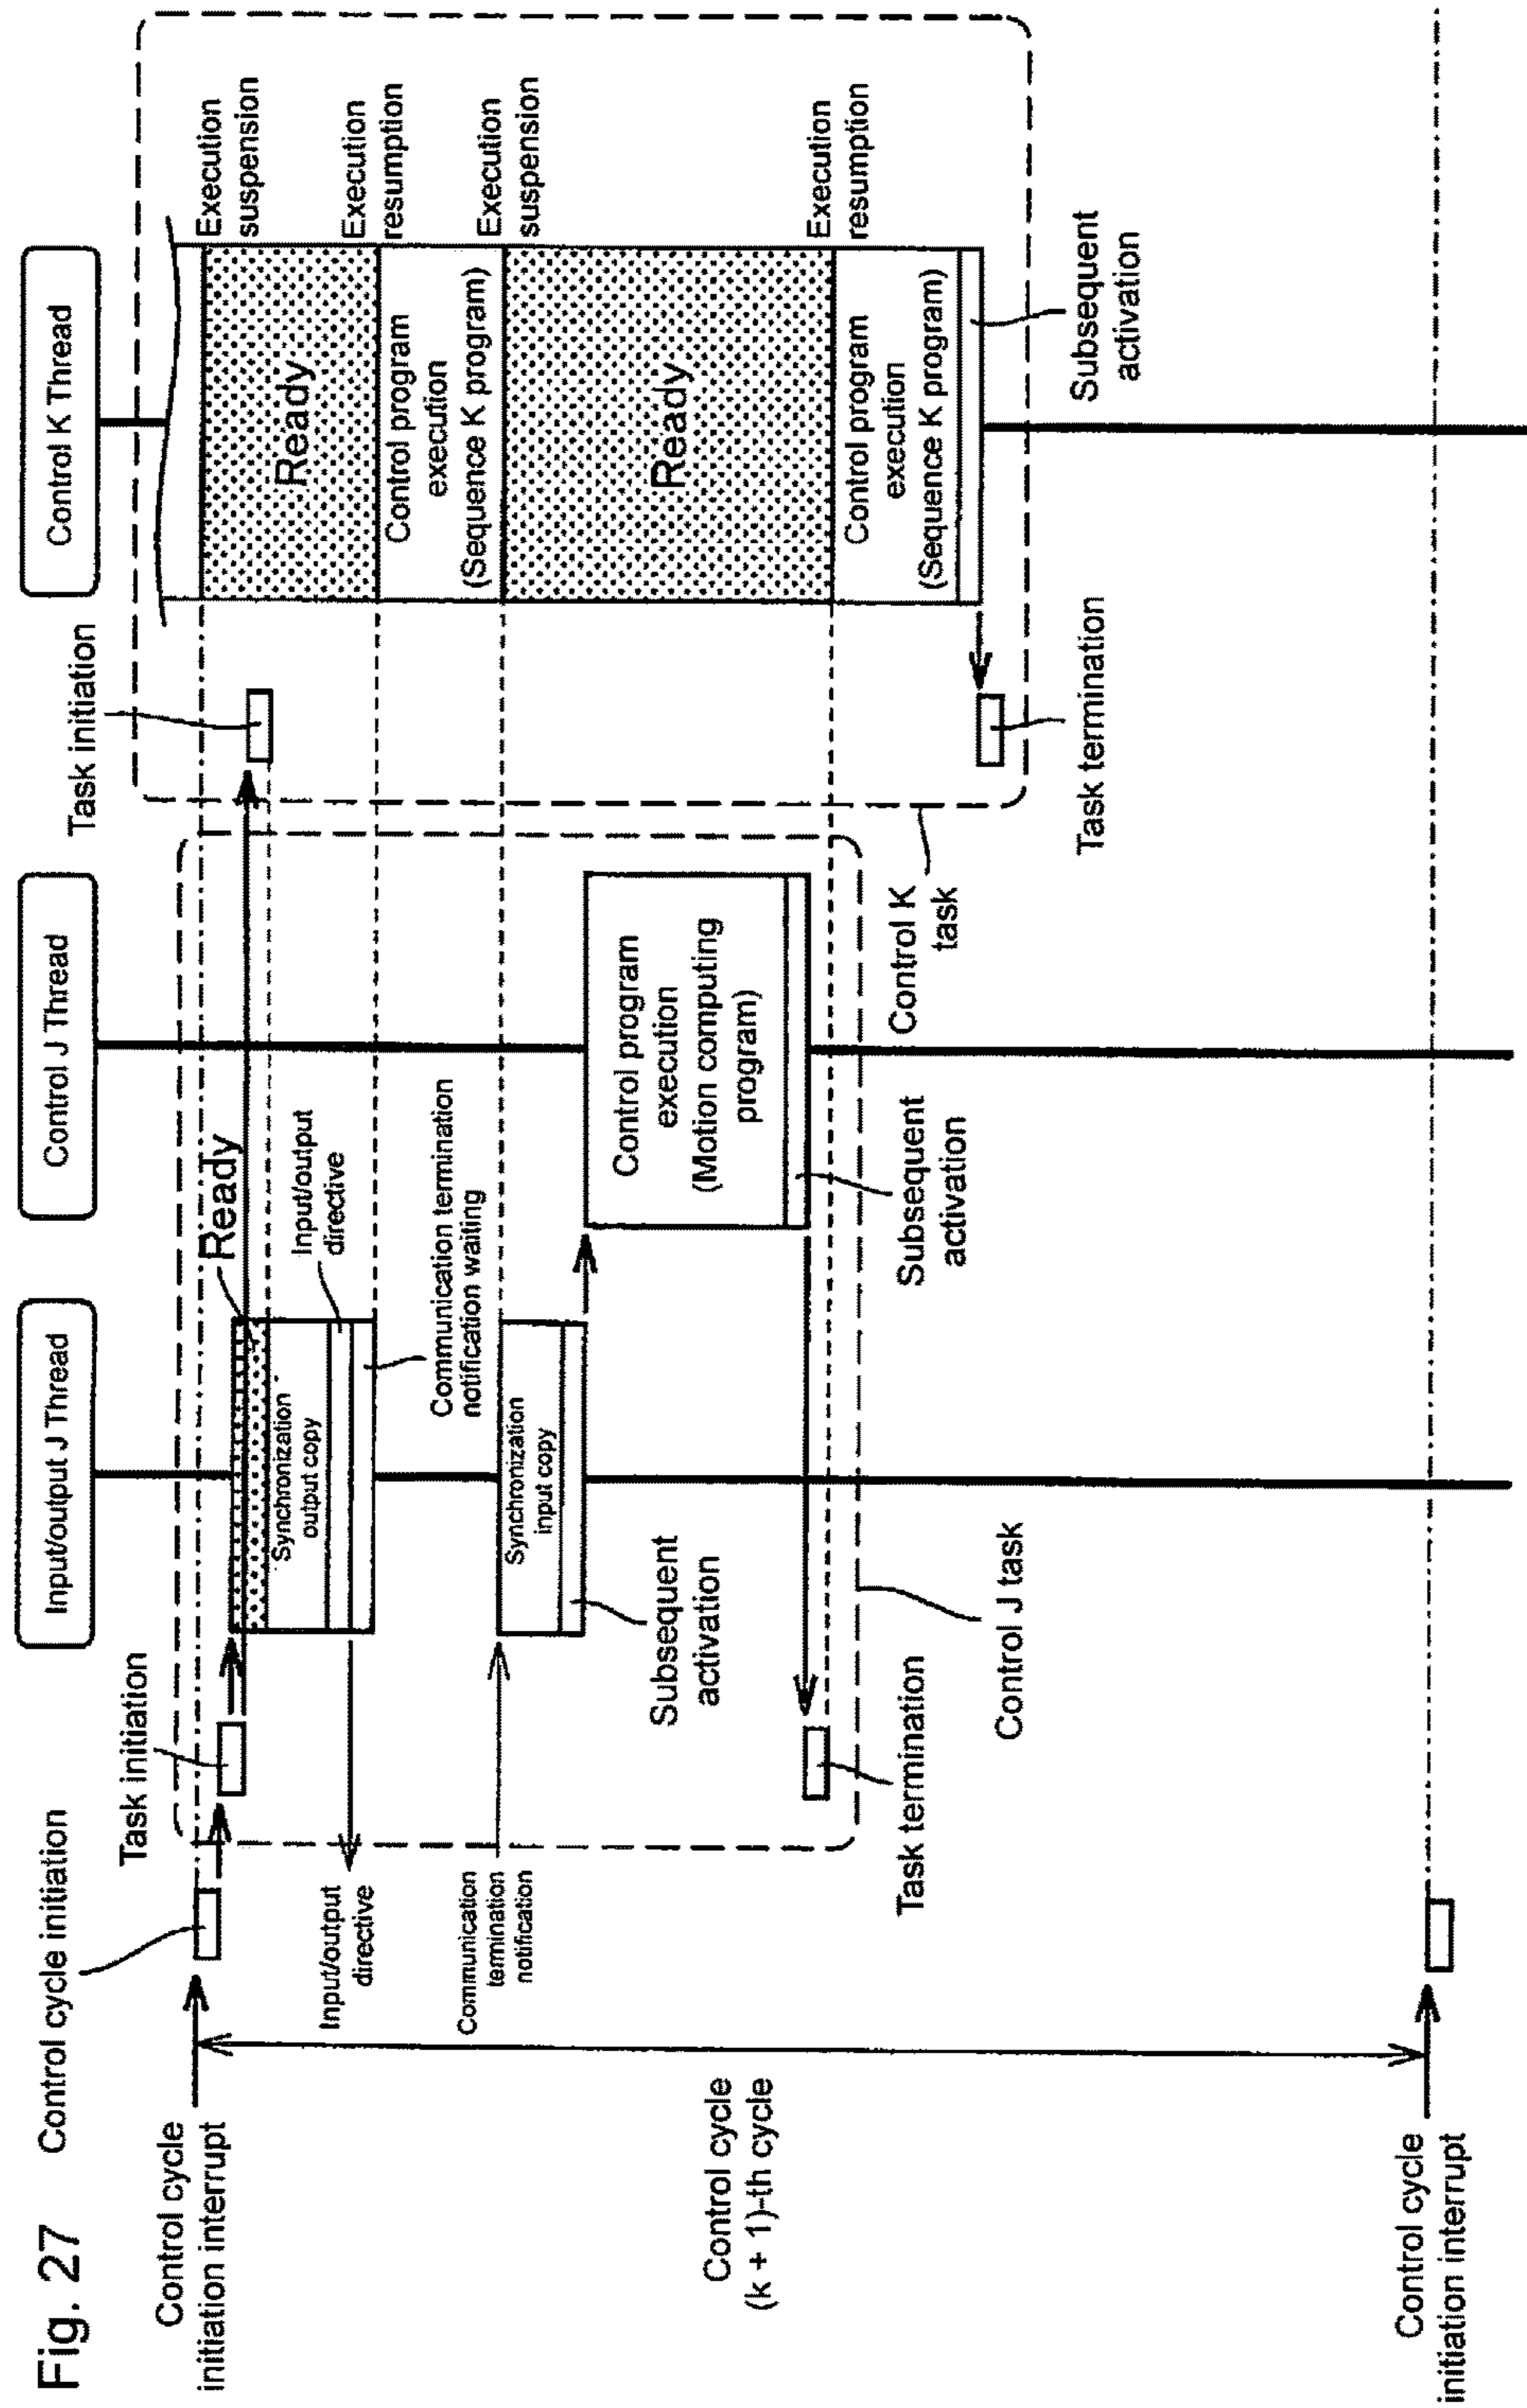 Fig. 27
Control cycle initiation
Control cycle
initiation interrupt
Task initiation
Input/output J Thread
Control J Thread
Control K Thread
Task initiation
Ready
Synchronization
output copy
Input/output
directive
Communication termination
notification waiting
Input/output
directive
Communication
termination
notification
Synchronization
input copy
Subsequent
activation
Control program
execution
(Motion computing
program)
Subsequent
activation
Task termination
Control J task
Control K
task
Execution
suspension
Ready
Execution
resumption
Control program
execution
(Sequence K program)
Execution
suspension
Ready
Execution
resumption
Control program
execution
(Sequence K program)
Subsequent
activation
Task termination
Control cycle
(k + 1)-th cycle
Control cycle
initiation interrupt